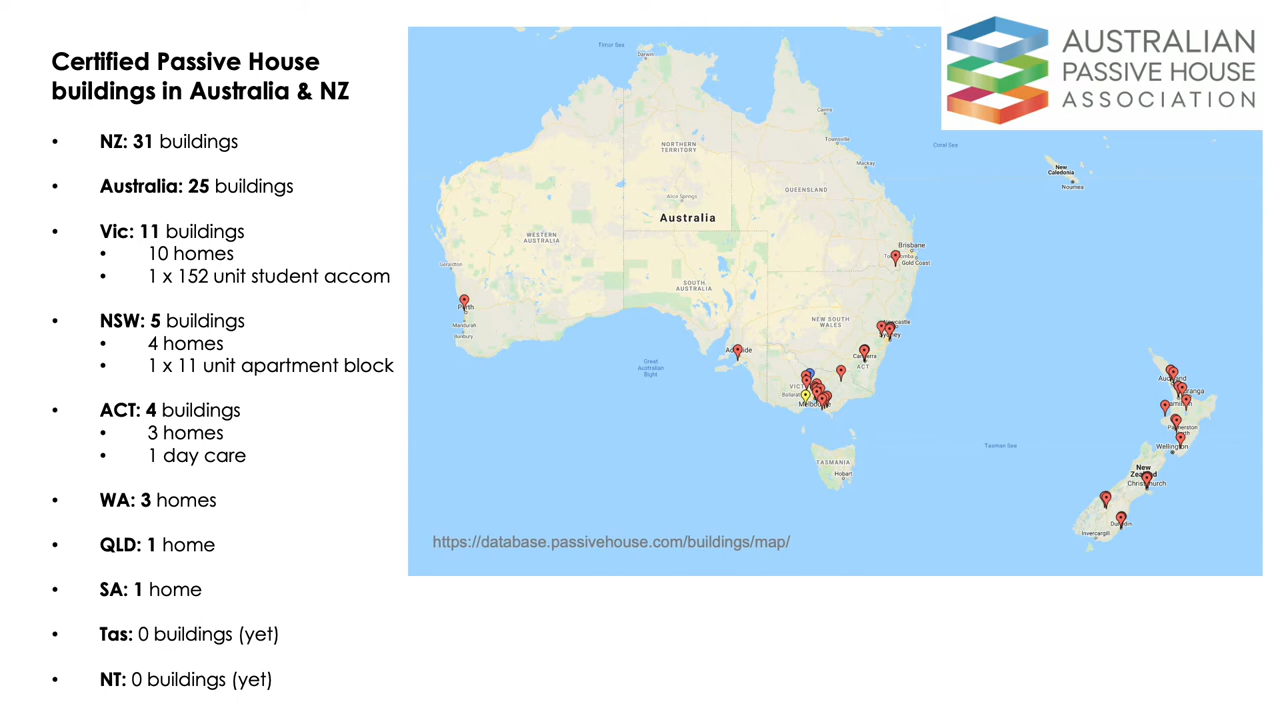 Certified Passive House
buildings in Australia & NZ
• NZ: 31 buildings
• Australia: 25 buildings
• Vic: 11 buildings
• 10 homes
• 1 x 152 unit student accom
• NSW: 5 buildings
• 4 homes
• 1 x 11 unit apartment block
• ACT: 4 buildings
• 3 homes
• 1 day care
• WA: 3 homes
• QLD: 1 home
• SA: 1 home
• Tas: 0 buildings (yet)
• NT: 0 buildings (yet)
AUSTRALIAN
PASSIVE HOUSE
ASSOCIATION
Timor Sea
Darwin
Cairns
Townsville
Coral Sea
NORTHERN
TERRITORY
Mackay
New
Caledonia
Noumea
QUEENSLAND
Alice Springs
Australia
WESTERN
AUSTRALIA
Brisbane
Gold Coast
Geraldton
SOUTH
AUSTRALIA
Perth
Mandurah
Bunbury
NEW SOUTH
WALES
Newcastle
Sydney
Adelaide
Canberra
ACT
Great
Australian
Bight
Auckland
Ballarat
Melbourne
Hamilton
Palmerston
North
Wellington
Tasman Sea
TASMANIA
Hobart
New
Zealand
Christchurch
Dunedin
Invercargill
https://database.passivehouse.com/buildings/map/